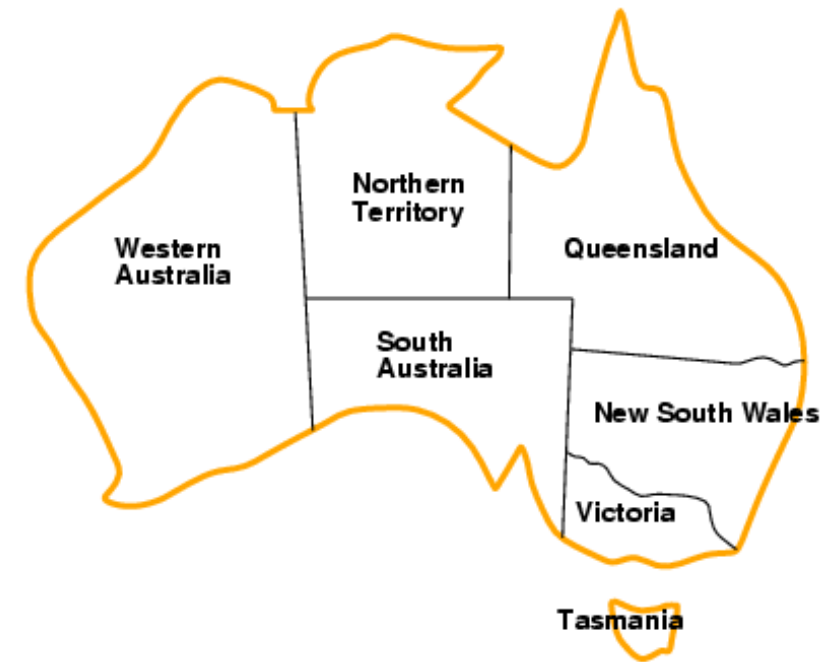 Northern
Territory
Western
Australia
Queensland
South
Australia
New South Wales
Victoria
Tasmania